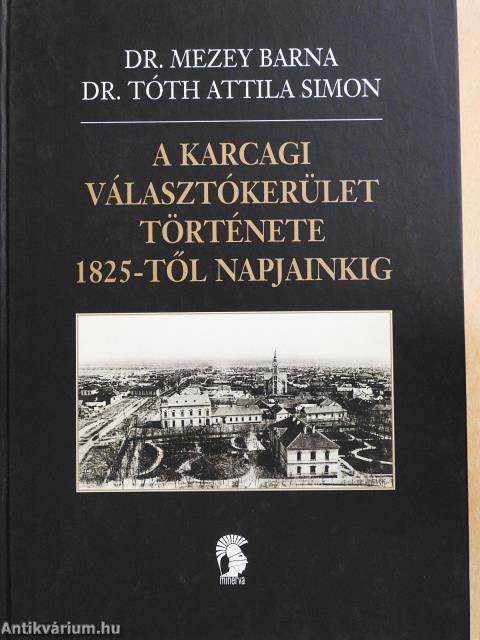 DR. MEZEY BARNA
DR. TÓTH ATTILA SIMON
A KARCAGI
VÁLASZTÓKERÜLET
TÖRTÉNETE
1825-TŐL NAPJAINKIG
minerva
Antikvárium.hu